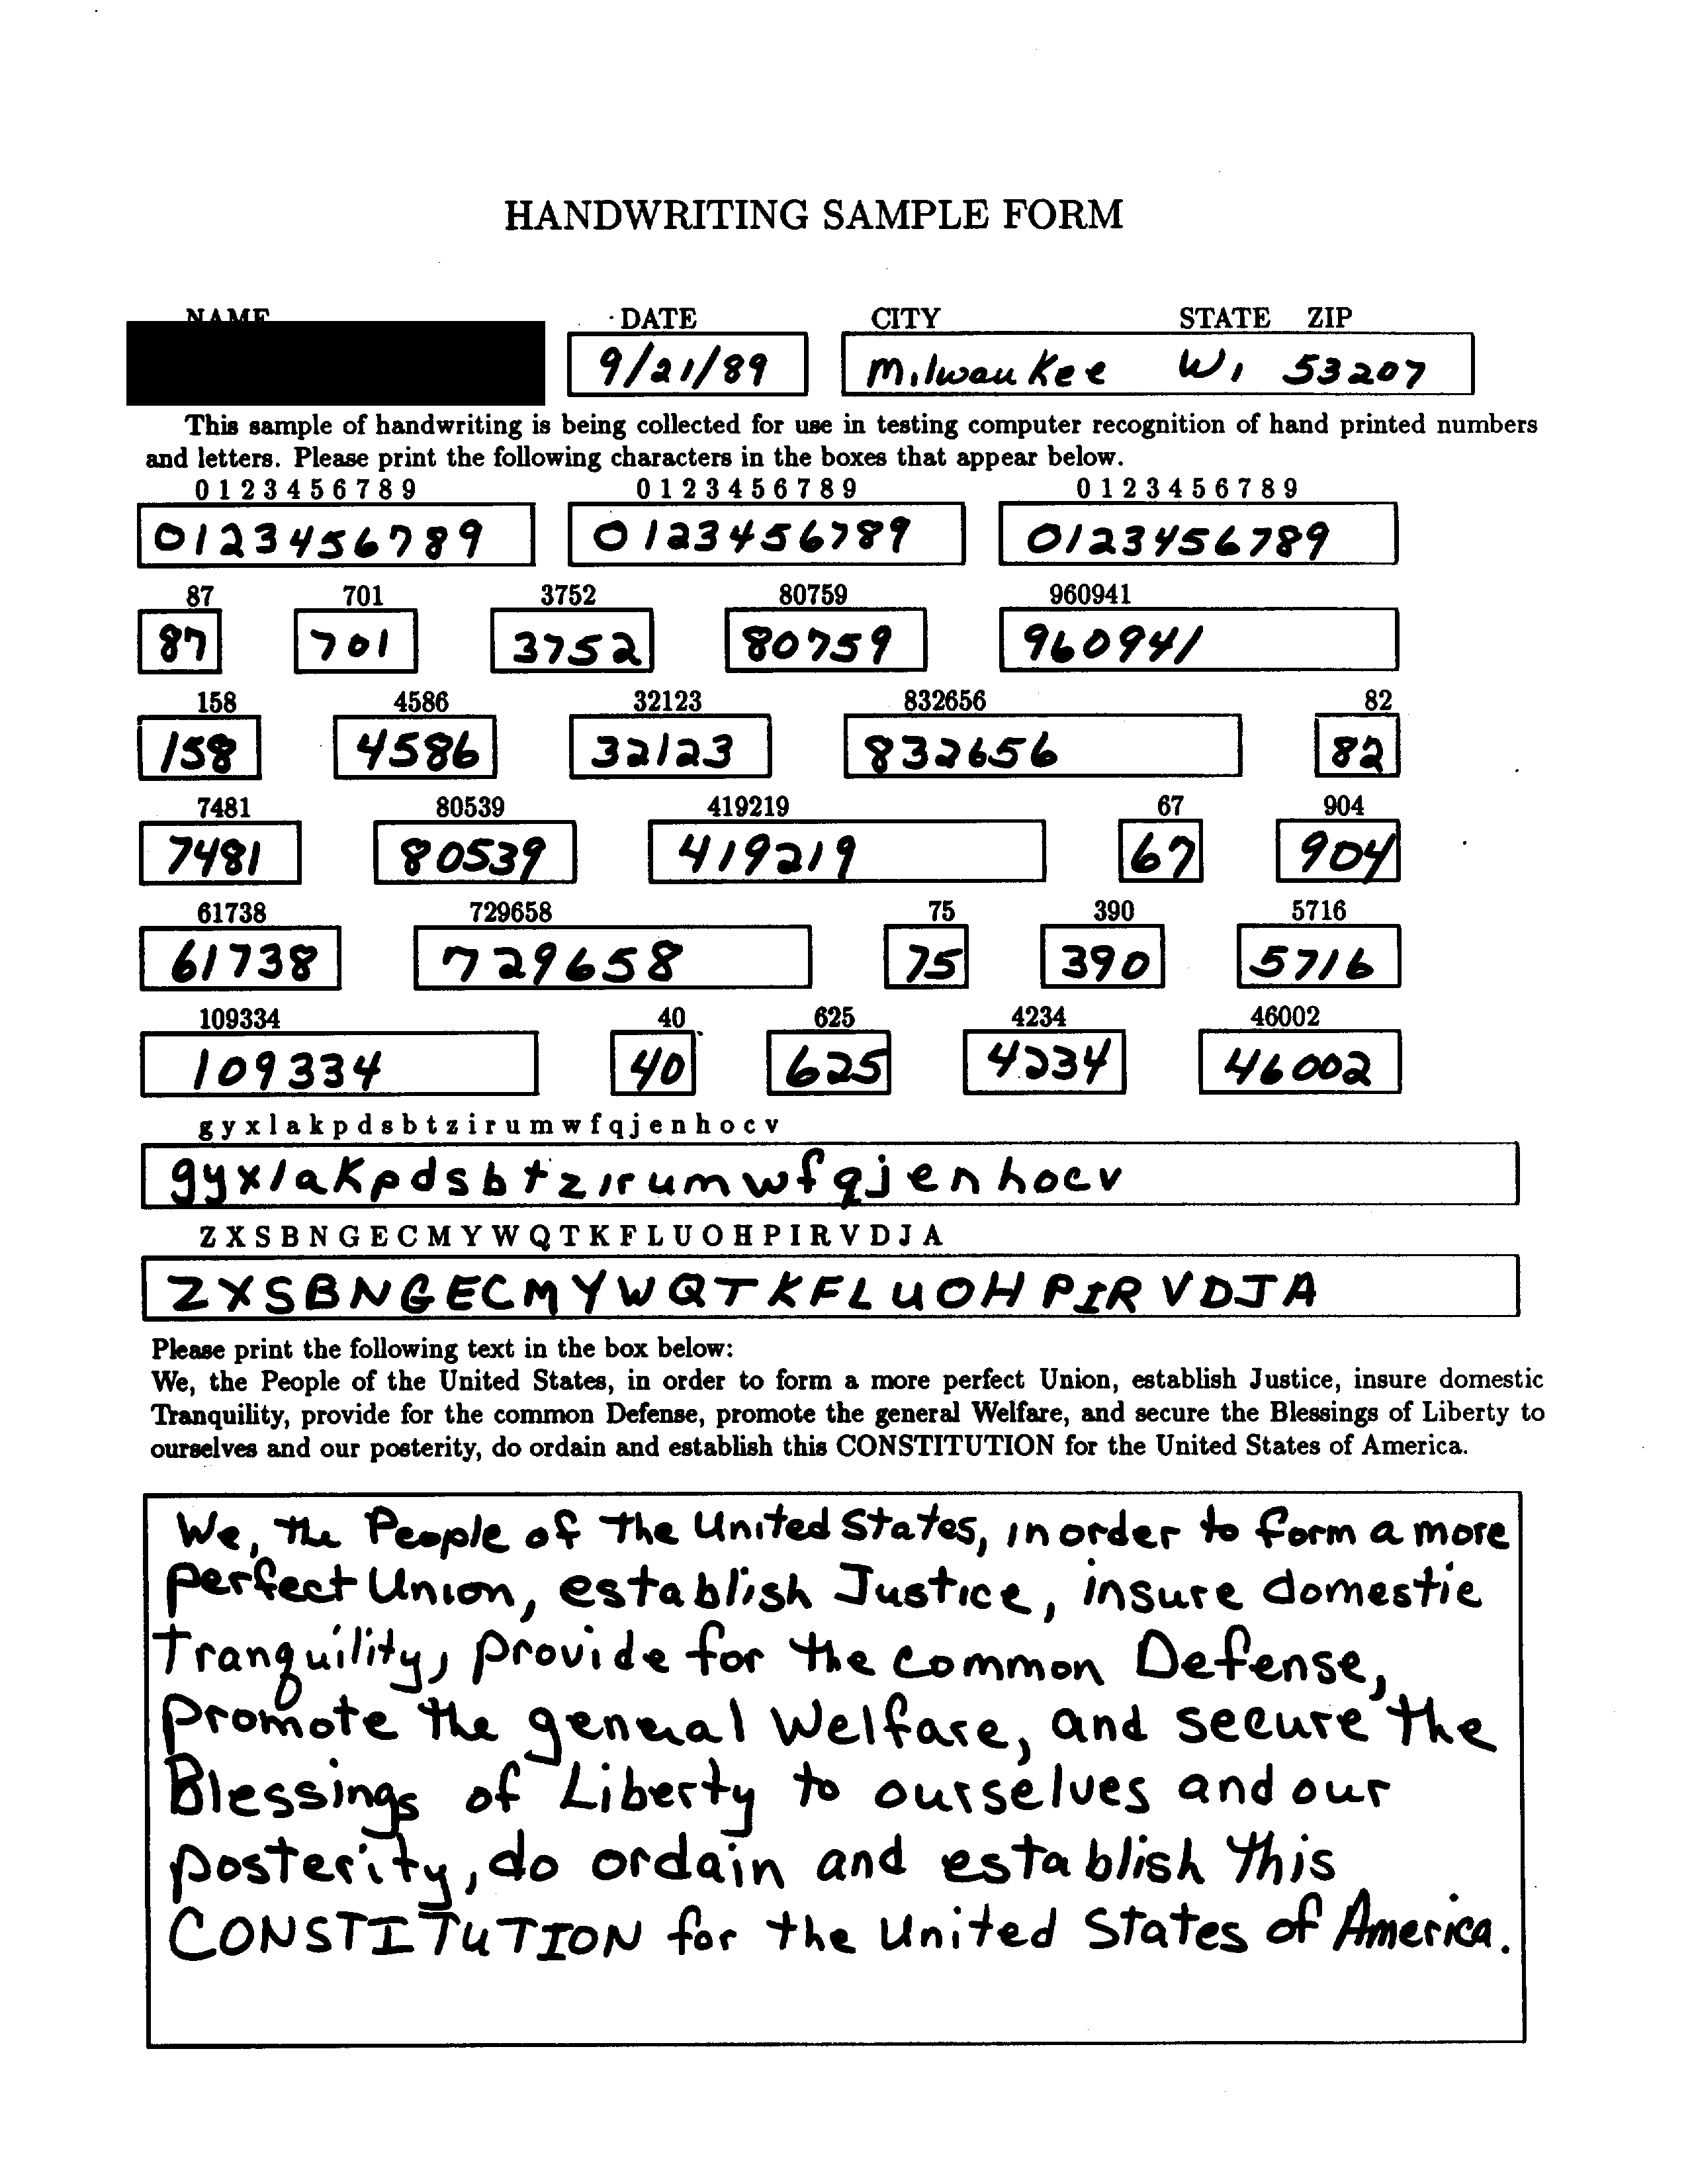 HANDWRITING SAMPLE FORM
NAME DATE CITY STATE ZIP
9/21/89 Milwaukee WI 53207
This sample of handwriting is being collected for use in testing computer recognition of hand printed numbers
and letters. Please print the following characters in the boxes that appear below.
0 1 2 3 4 5 6 7 8 9 0 1 2 3 4 5 6 7 8 9 0 1 2 3 4 5 6 7 8 9
0123456789 0123456789 0123456789
87 701 3752 80759 960941
87 701 3752 80759 960941
158 4586 32123 832656 82
158 4586 32123 832656 82
7481 80539 419219 67 904
7481 80539 419219 67 904
61738 729658 75 390 5716
61738 729658 75 390 5716
109334 40 625 4234 46002
109334 40 625 4234 46002
g y x l a k p d s b t z i r u m w f q j e n h o c v
gyxlakpdsbtzirumwfqjenhocv
Z X S B N G E C M Y W Q T K F L U O H P I R V D J A
ZXSBNGECMYWQTKFLUOHPIRVDJA
Please print the following text in the box below:
We, the People of the United States, in order to form a more perfect Union, establish Justice, insure domestic
Tranquility, provide for the common Defense, promote the general Welfare, and secure the Blessings of Liberty to
ourselves and our posterity, do ordain and establish this CONSTITUTION for the United States of America.
We, the People of the United States, in order to form a more
perfect Union, establish Justice, insure domestic
Tranquility, provide for the common Defense,
promote the general Welfare, and secure the
Blessings of Liberty to ourselves and our
posterity, do ordain and establish this
CONSTITUTION for the United States of America.